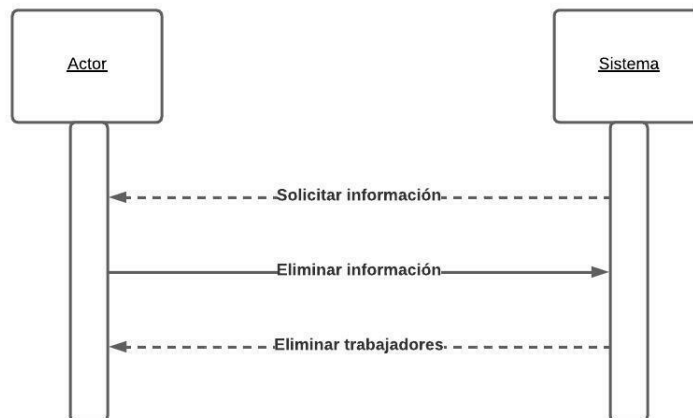 Actor
Sistema
Solicitar información
Eliminar información
Eliminar trabajadores